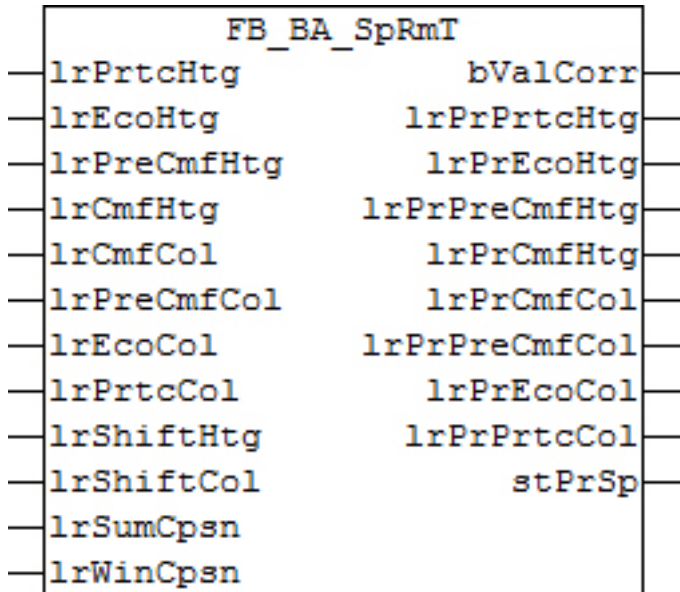 FB_BA_SpRmT
lrPrtcHtg bValCorr
lrEcoHtg lrPrPrtcHtg
lrPreCmfHtg lrPrEcoHtg
lrCmfHtg lrPrPreCmfHtg
lrCmfCol lrPrCmfHtg
lrPreCmfCol lrPrCmfCol
lrEcoCol lrPrPreCmfCol
lrPrtcCol lrPrEcoCol
lrShiftHtg lrPrPrtcCol
lrShiftCol stPrSp
lrSumCpsn
lrWinCpsn